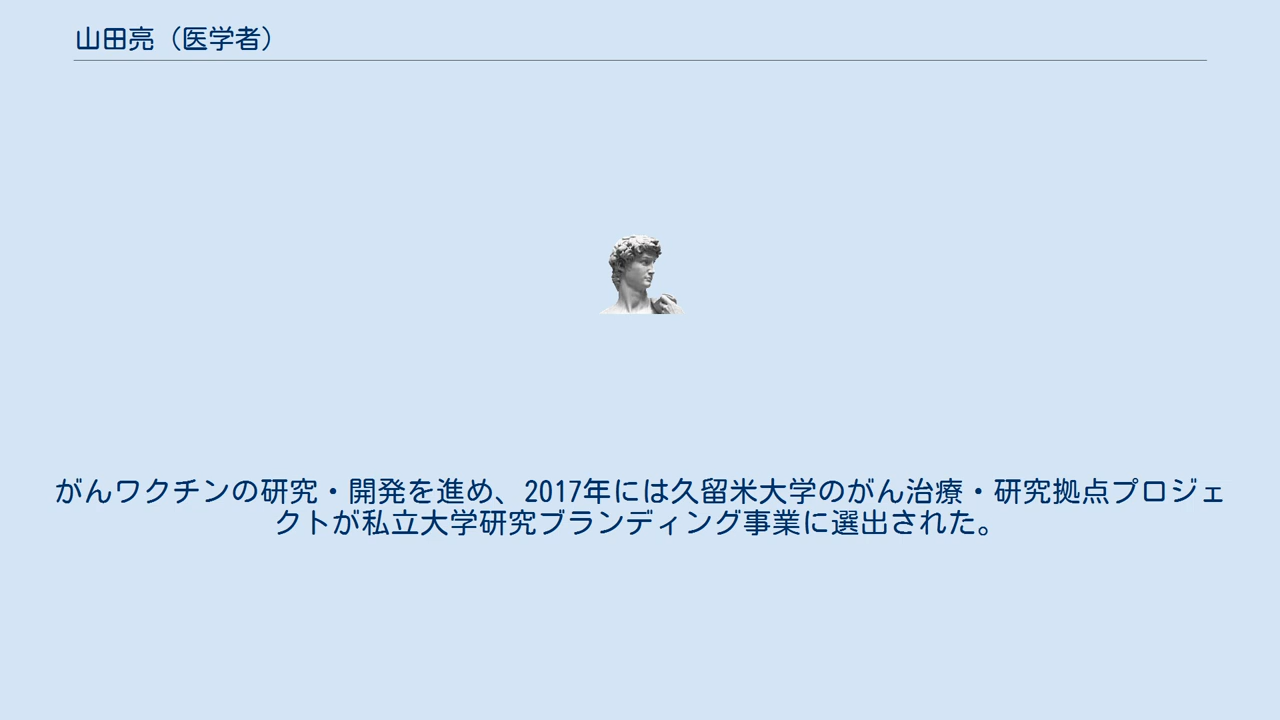 山田亮（医学者）
がんワクチンの研究・開発を進め、2017年には久留米大学のがん治療・研究拠点プロジェ
クトが私立大学研究ブランディング事業に選出された。